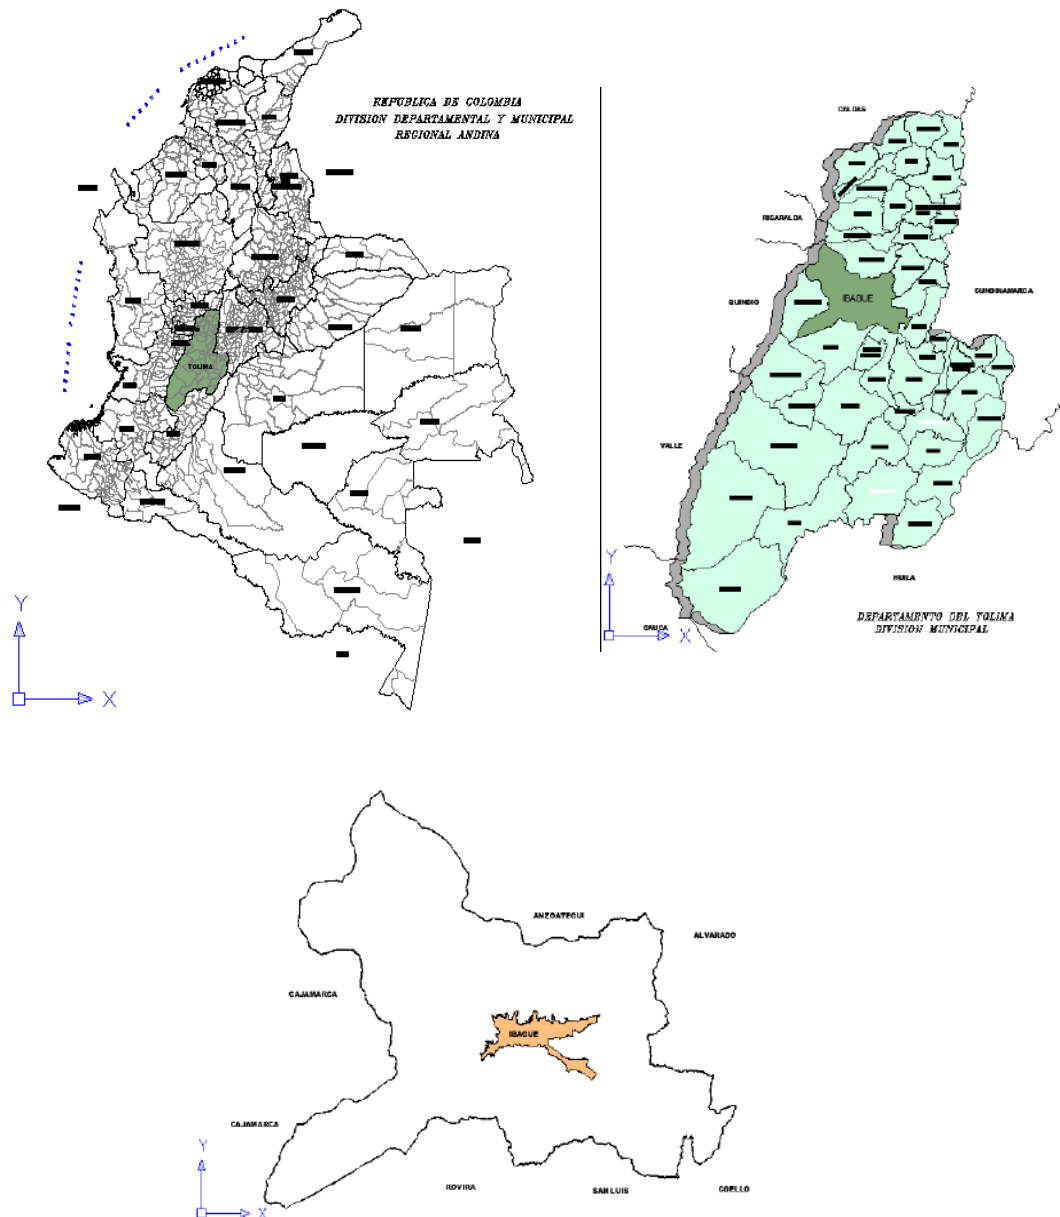 REPUBLICA DE COLOMBIA
DIVISION DEPARTAMENTAL Y MUNICIPAL
REGIONAL ANDINA
TOLIMA
Y
X
CALDAS
RISARALDA
QUINDIO
IBAGUE
CUNDINAMARCA
VALLE
HUILA
CAUCA
Y
X
DEPARTAMENTO DEL TOLIMA
DIVISION MUNICIPAL
ANZOATEGUI
ALVARADO
CAJAMARCA
IBAGUE
CAJAMARCA
ROVIRA
SAN LUIS
COELLO
Y
X